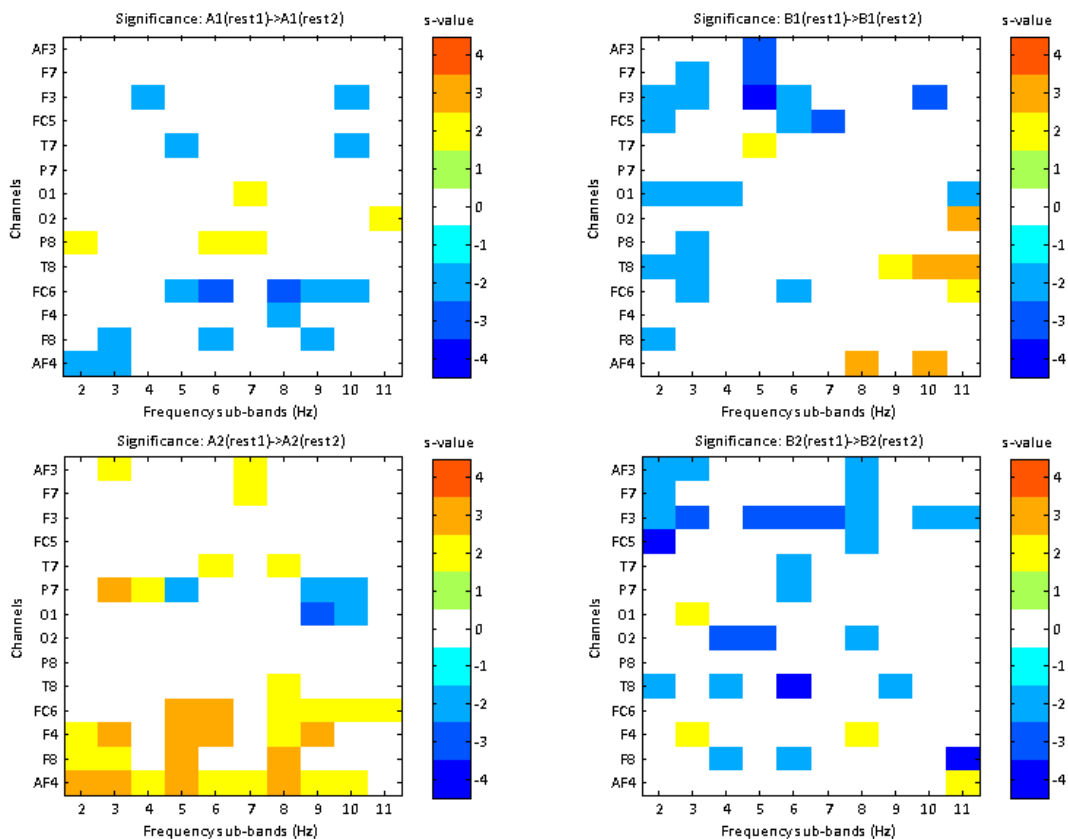 Significance: A1(rest1)->A1(rest2)
s-value
AF3
F7
F3
FC5
T7
P7
O1
O2
P8
T8
FC6
F4
F8
AF4
Channels
2 3 4 5 6 7 8 9 10 11
Frequency sub-bands (Hz)
4
3
2
1
0
-1
-2
-3
-4
Significance: B1(rest1)->B1(rest2)
s-value
AF3
F7
F3
FC5
T7
P7
O1
O2
P8
T8
FC6
F4
F8
AF4
Channels
2 3 4 5 6 7 8 9 10 11
Frequency sub-bands (Hz)
4
3
2
1
0
-1
-2
-3
-4
Significance: A2(rest1)->A2(rest2)
s-value
AF3
F7
F3
FC5
T7
P7
O1
O2
P8
T8
FC6
F4
F8
AF4
Channels
2 3 4 5 6 7 8 9 10 11
Frequency sub-bands (Hz)
4
3
2
1
0
-1
-2
-3
-4
Significance: B2(rest1)->B2(rest2)
s-value
AF3
F7
F3
FC5
T7
P7
O1
O2
P8
T8
FC6
F4
F8
AF4
Channels
2 3 4 5 6 7 8 9 10 11
Frequency sub-bands (Hz)
4
3
2
1
0
-1
-2
-3
-4